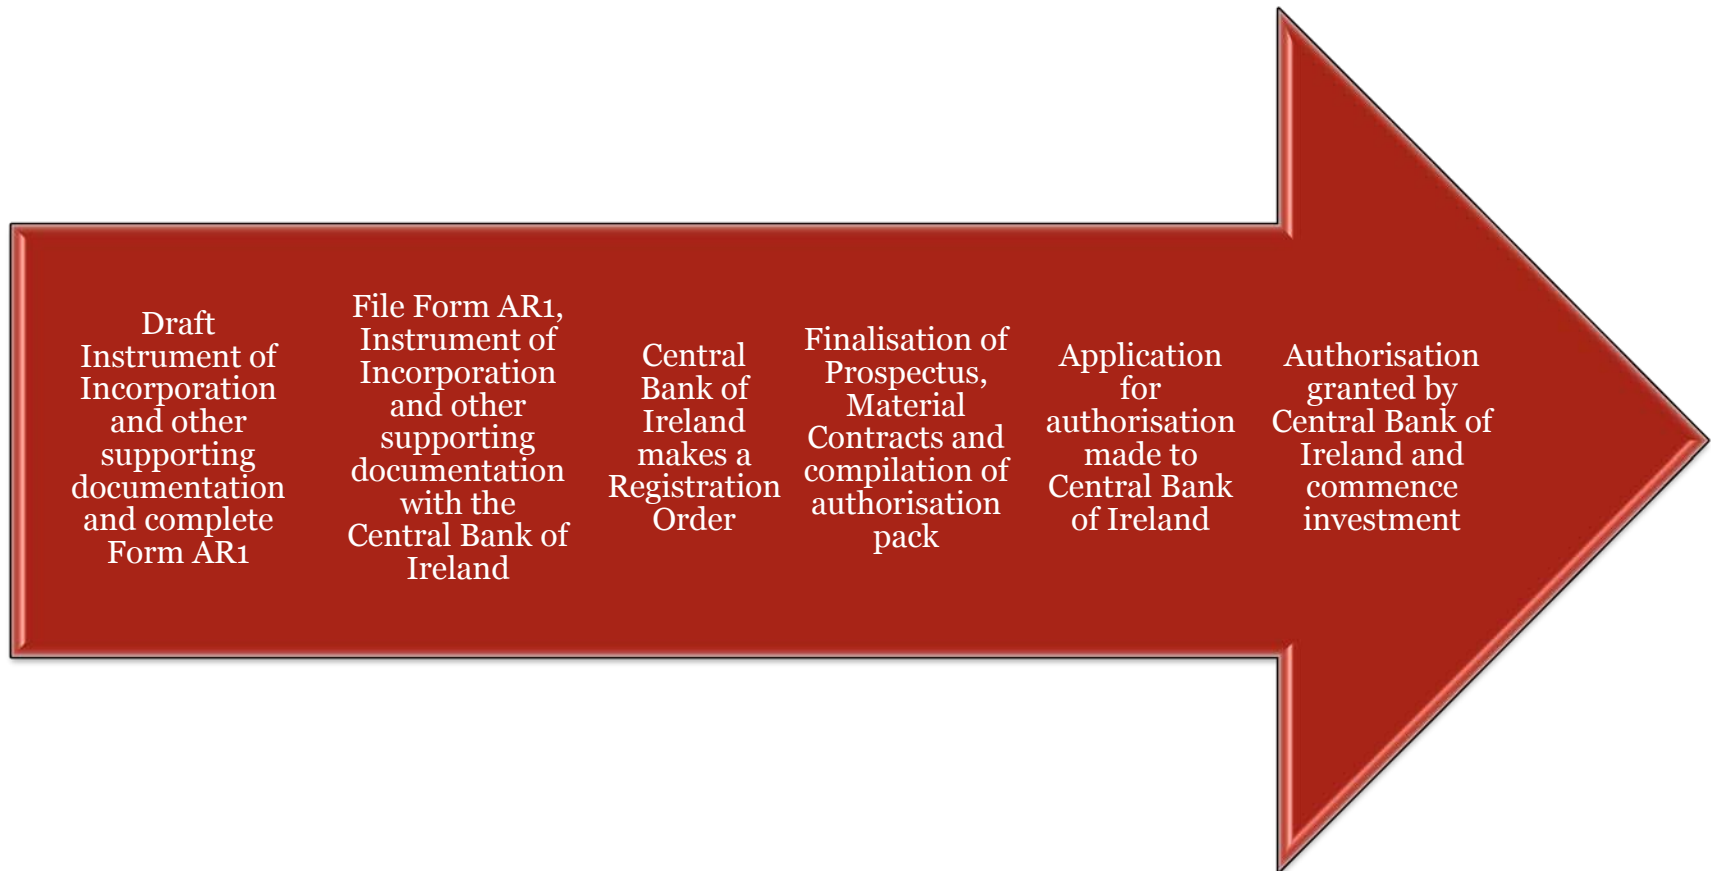 Draft
Instrument of
Incorporation
and other
supporting
documentation
and complete
Form AR1
File Form AR1,
Instrument of
Incorporation
and other
supporting
documentation
with the
Central Bank of
Ireland
Central
Bank of
Ireland
makes a
Registration
Order
Finalisation of
Prospectus,
Material
Contracts and
compilation of
authorisation
pack
Application
for
authorisation
made to
Central Bank
of Ireland
Authorisation
granted by
Central Bank of
Ireland and
commence
investment